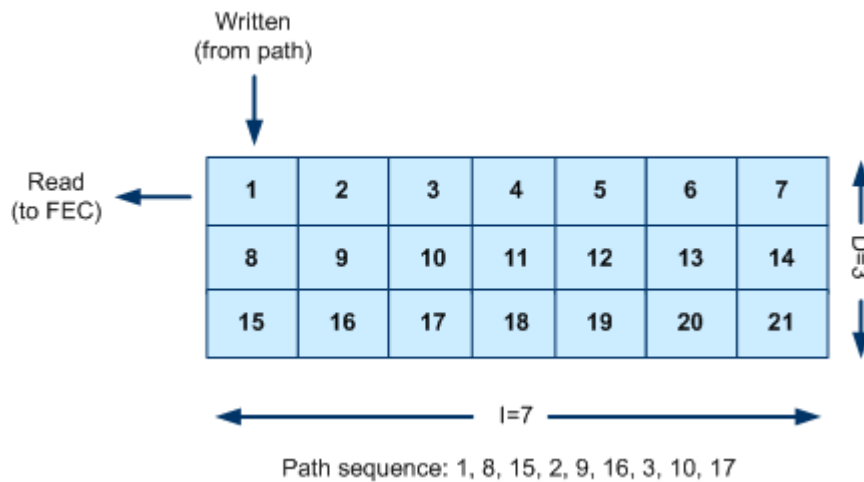 Written
(from path)
Read
(to FEC)
1 2 3 4 5 6 7
8 9 10 11 12 13 14
15 16 17 18 19 20 21
D=3
I=7
Path sequence: 1, 8, 15, 2, 9, 16, 3, 10, 17